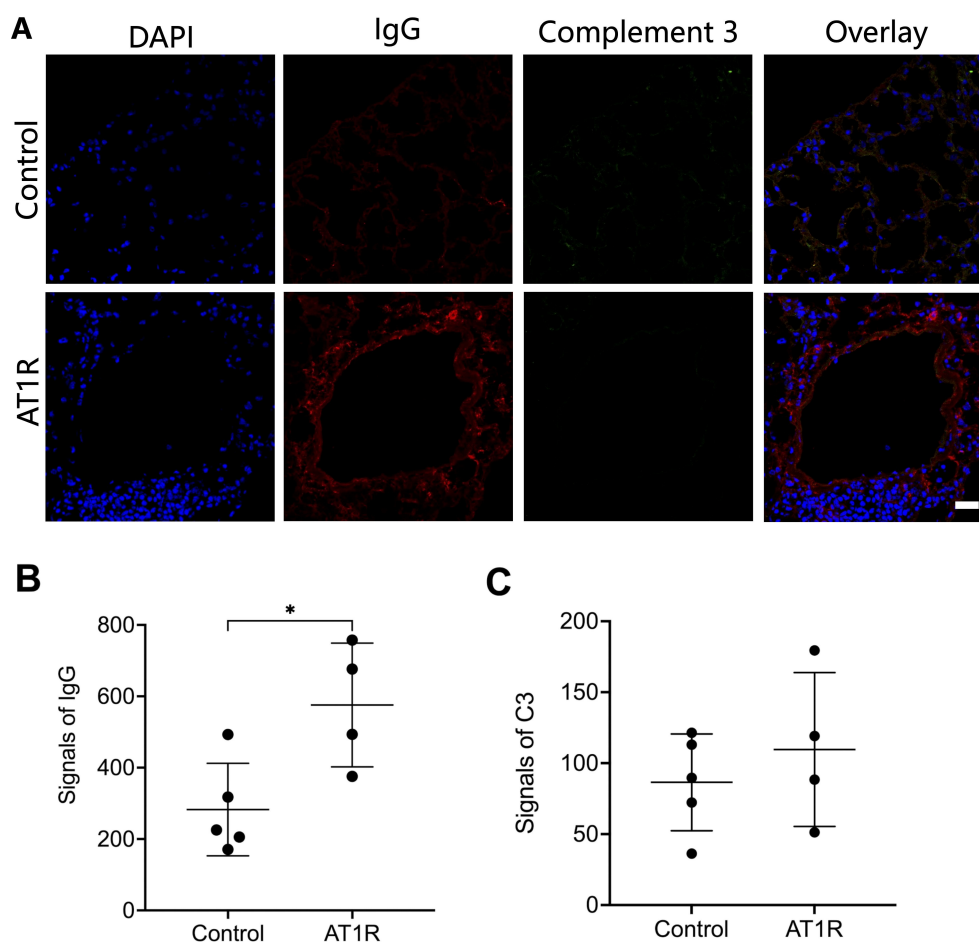 A
DAPI
IgG
Complement 3
Overlay
Control
AT1R
B
*
800
600
400
200
0
Signals of IgG
Control
AT1R
C
200
150
100
50
0
Signals of C3
Control
AT1R